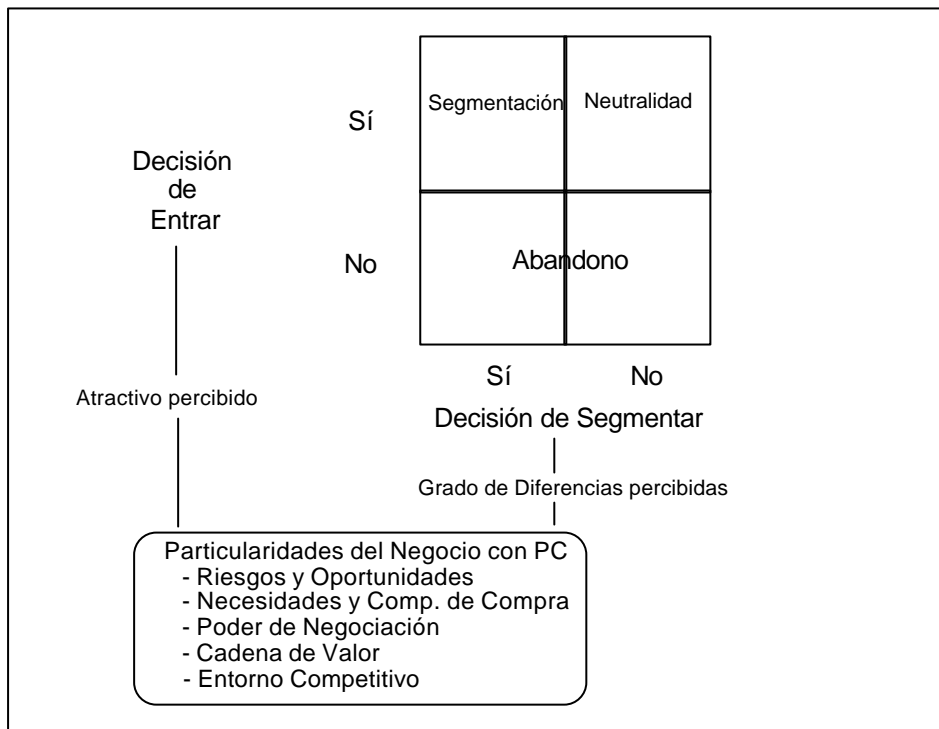 Segmentación
Neutralidad
Sí
Decisión
de
Entrar
No
Abandono
Sí
No
Atractivo percibido
Decisión de Segmentar
Grado de Diferencias percibidas
Particularidades del Negocio con PC
- Riesgos y Oportunidades
- Necesidades y Comp. de Compra
- Poder de Negociación
- Cadena de Valor
- Entorno Competitivo